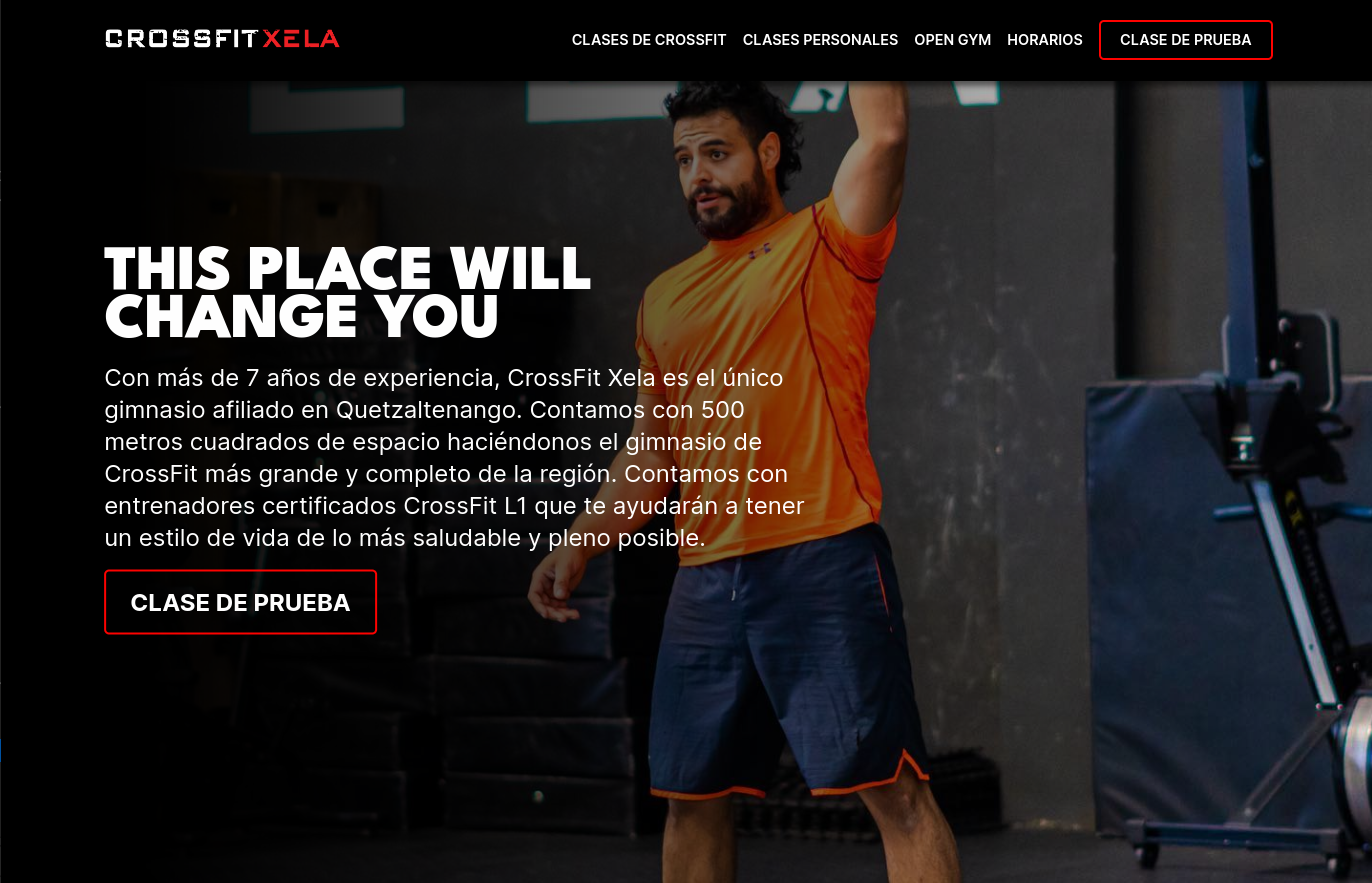 CROSSFITXELA
CLASES DE CROSSFIT
CLASES PERSONALES
OPEN GYM
HORARIOS
CLASE DE PRUEBA
THIS PLACE WILL
CHANGE YOU
Con más de 7 años de experiencia, CrossFit Xela es el único
gimnasio afiliado en Quetzaltenango. Contamos con 500
metros cuadrados de espacio haciéndonos el gimnasio de
CrossFit más grande y completo de la región. Contamos con
entrenadores certificados CrossFit L1 que te ayudarán a tener
un estilo de vida de lo más saludable y pleno posible.
CLASE DE PRUEBA